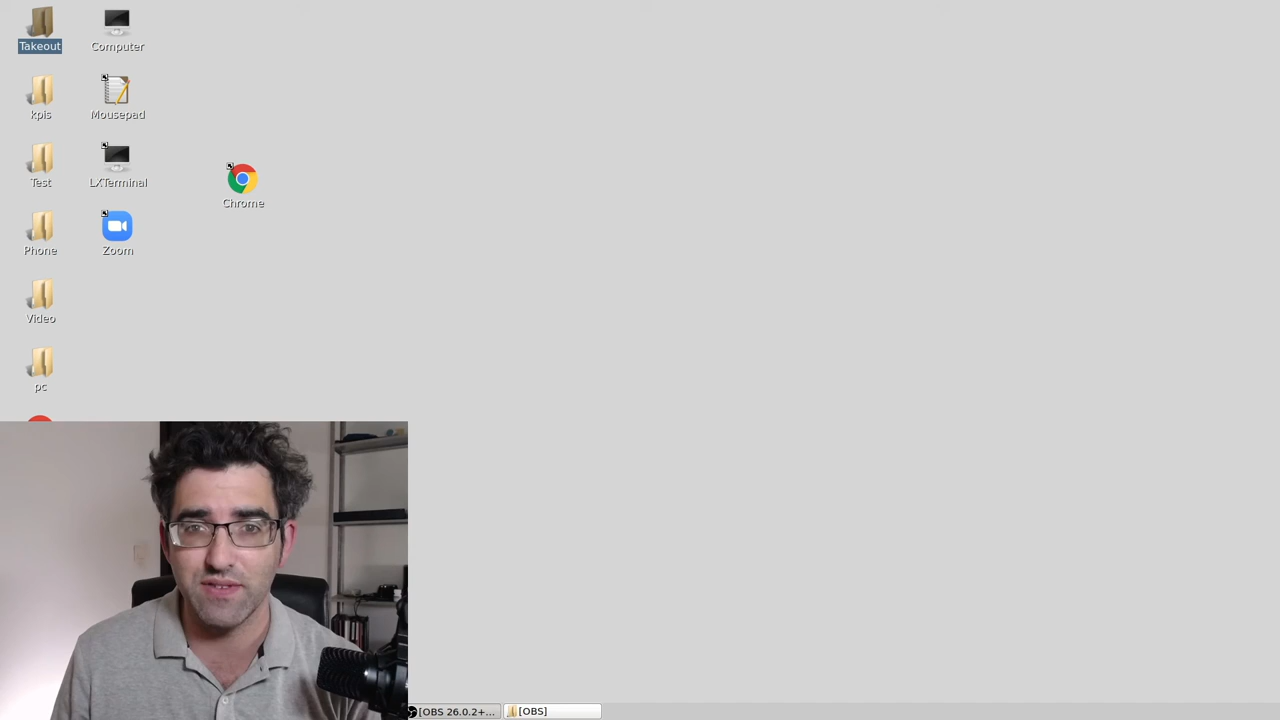 Takeout
Computer
kpis
Mousepad
Test
LXTerminal
Chrome
Phone
Zoom
Video
pc
[OBS 26.0.2+...
[OBS]